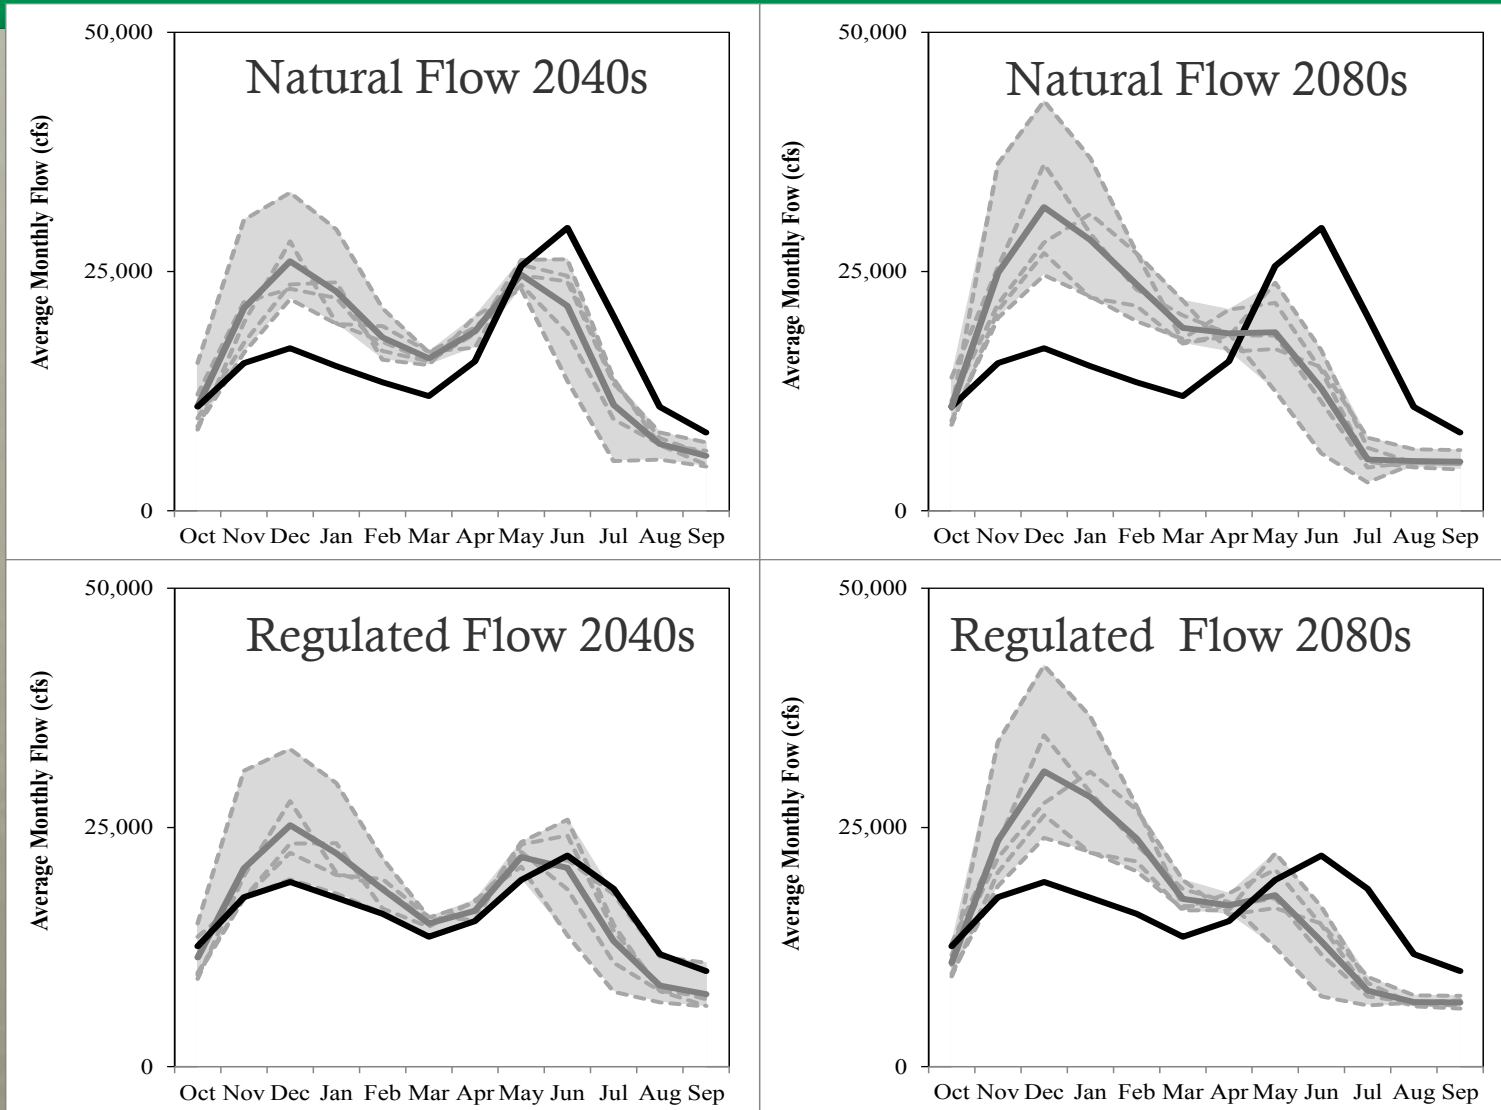 50,000
Natural Flow 2040s
Average Monthly Flow (cfs)
25,000
0
Oct Nov Dec Jan Feb Mar Apr May Jun Jul Aug Sep
50,000
Natural Flow 2080s
Average Monthly Fow (cfs)
25,000
0
Oct Nov Dec Jan Feb Mar Apr May Jun Jul Aug Sep
50,000
Regulated Flow 2040s
Average Monthly Flow (cfs)
25,000
0
Oct Nov Dec Jan Feb Mar Apr May Jun Jul Aug Sep
50,000
Regulated Flow 2080s
Average Monthly Fow (cfs)
25,000
0
Oct Nov Dec Jan Feb Mar Apr May Jun Jul Aug Sep